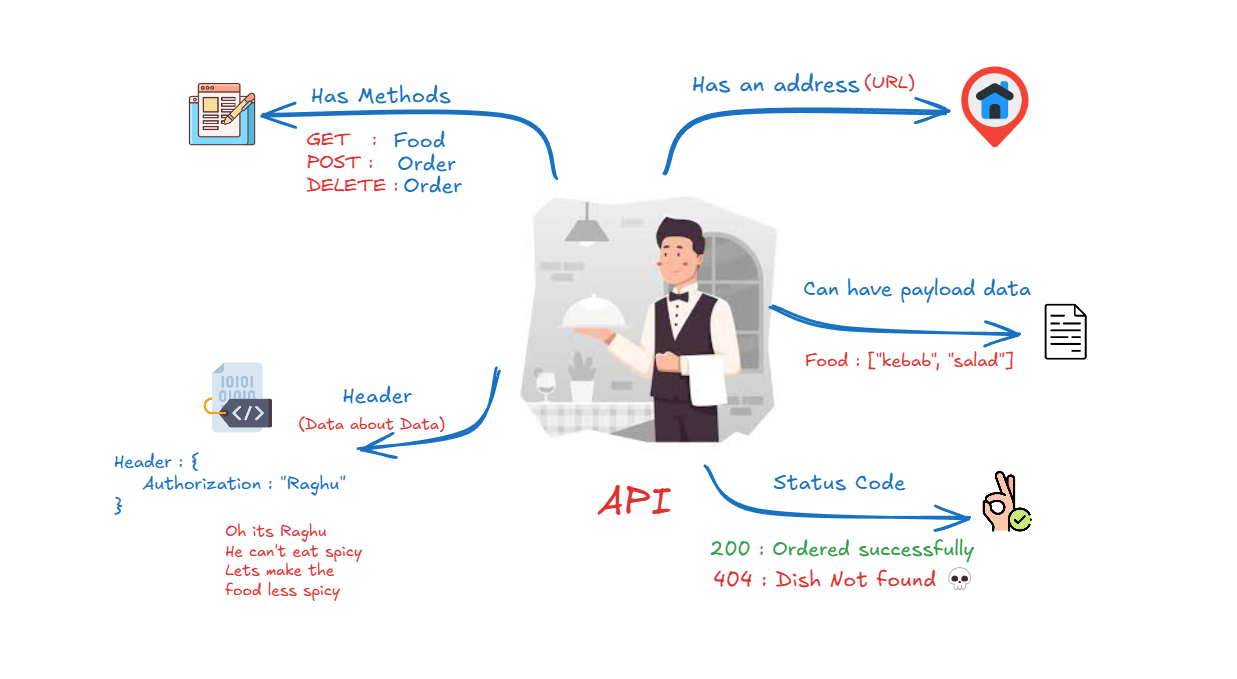 Has Methods
GET : Food
POST : Order
DELETE : Order
Has an address (URL)
Can have payload data
Food : ["kebab", "salad"]
10101
01010
</>
Header
(Data about Data)
Header : {
Authorization : "Raghu"
}
Oh its Raghu
He can't eat spicy
Lets make the
food less spicy
API
Status Code
200 : Ordered successfully
404 : Dish Not found